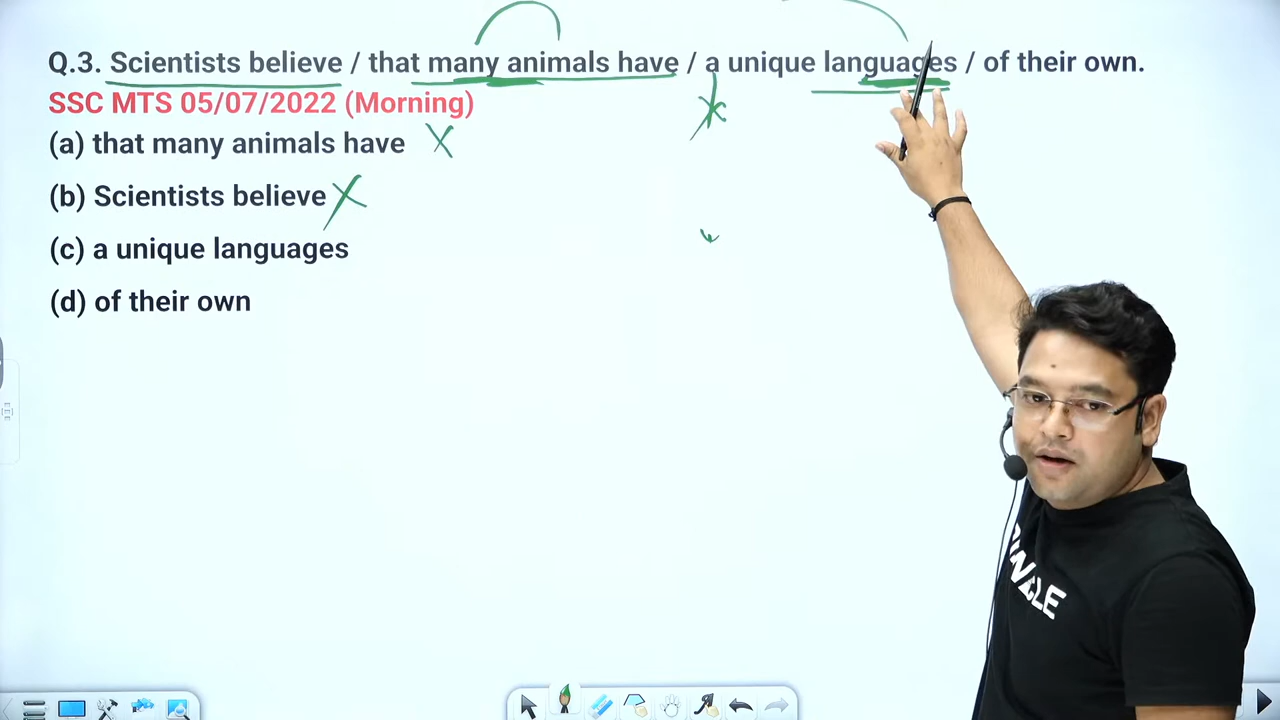 Q.3. Scientists believe / that many animals have / a unique languages / of their own.
SSC MTS 05/07/2022 (Morning)
(a) that many animals have
(b) Scientists believe
(c) a unique languages
(d) of their own